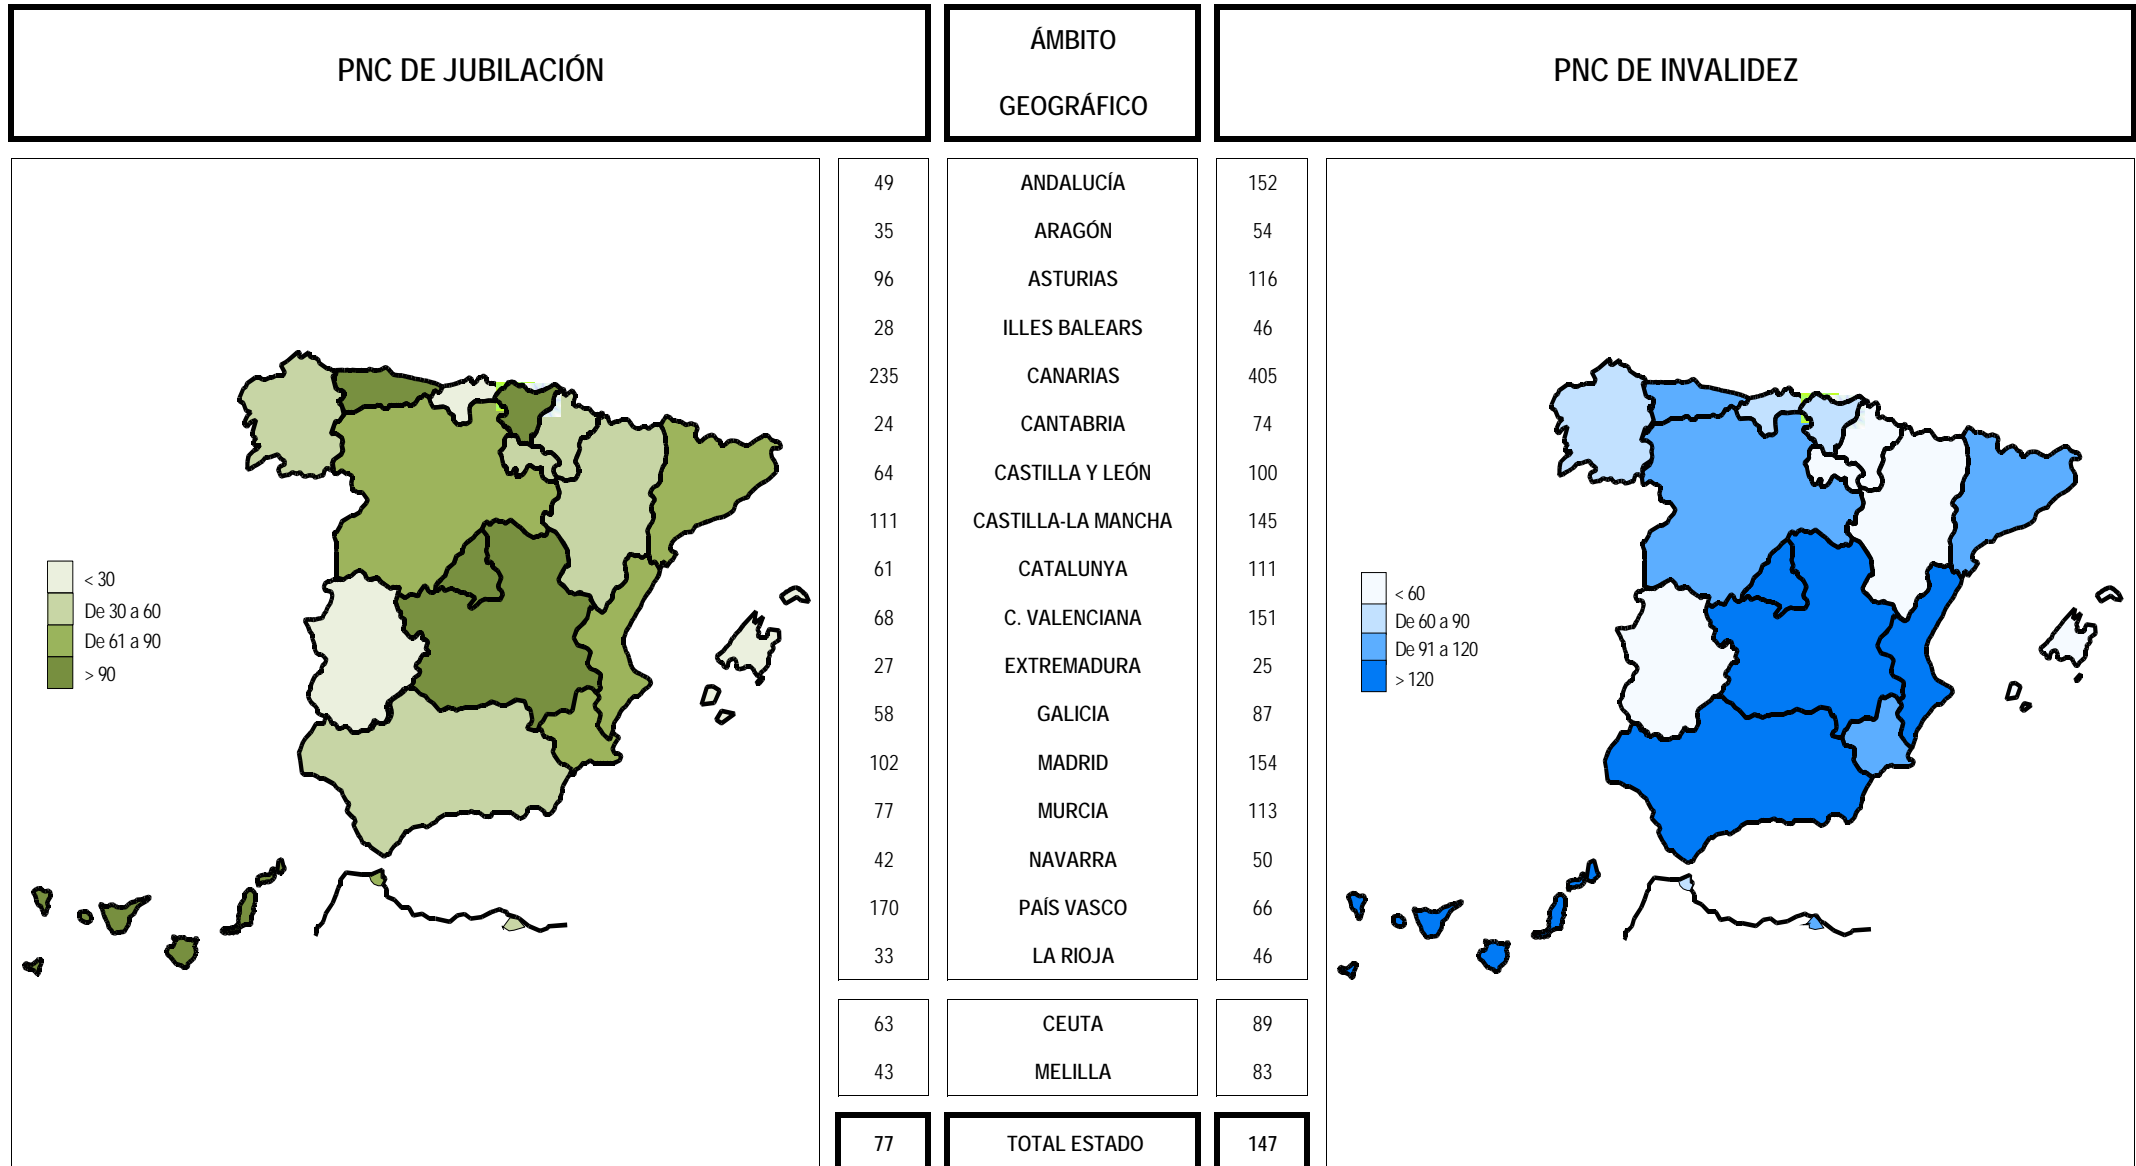 PNC DE JUBILACIÓN
ÁMBITO
GEOGRÁFICO
PNC DE INVALIDEZ
49 ANDALUCÍA 152
35 ARAGÓN 54
96 ASTURIAS 116
28 ILLES BALEARS 46
235 CANARIAS 405
24 CANTABRIA 74
64 CASTILLA Y LEÓN 100
111 CASTILLA-LA MANCHA 145
61 CATALUNYA 111
68 C. VALENCIANA 151
27 EXTREMADURA 25
58 GALICIA 87
102 MADRID 154
77 MURCIA 113
42 NAVARRA 50
170 PAÍS VASCO 66
33 LA RIOJA 46
63 CEUTA 89
43 MELILLA 83
77 TOTAL ESTADO 147
< 30
De 30 a 60
De 61 a 90
> 90
< 60
De 60 a 90
De 91 a 120
> 120